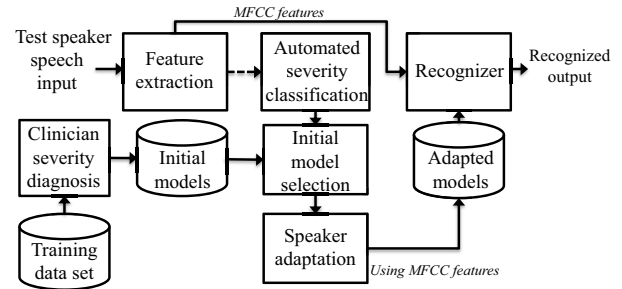 MFCC features
Test speaker
speech
input
Feature
extraction
Automated
severity
classification
Recognizer
Recognized
output
Clinician
severity
diagnosis
Initial
models
Initial
model
selection
Adapted
models
Training
data set
Speaker
adaptation
Using MFCC features